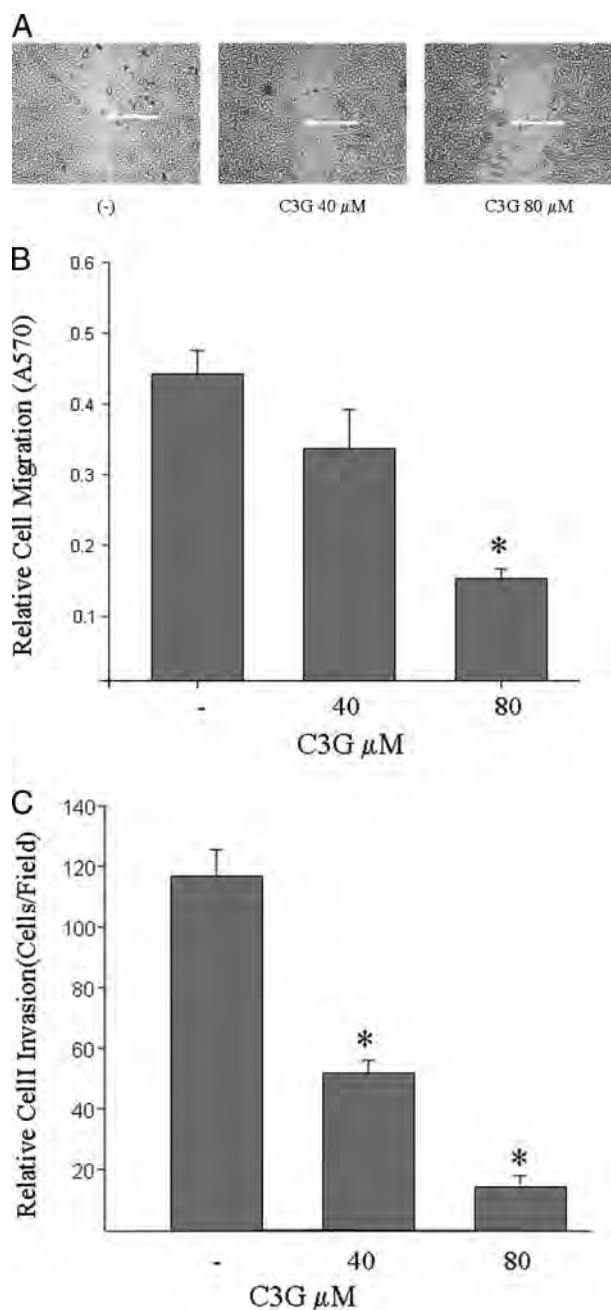 A
(-)
C3G 40 μM
C3G 80 μM
B
Relative Cell Migration (A570)
0.6
0.5
0.4
0.3
0.2
0.1
*
-
40
80
C3G μM
C
Relative Cell Invasion(Cells/Field)
140
120
100
80
60
40
20
*
*
-
40
80
C3G μM